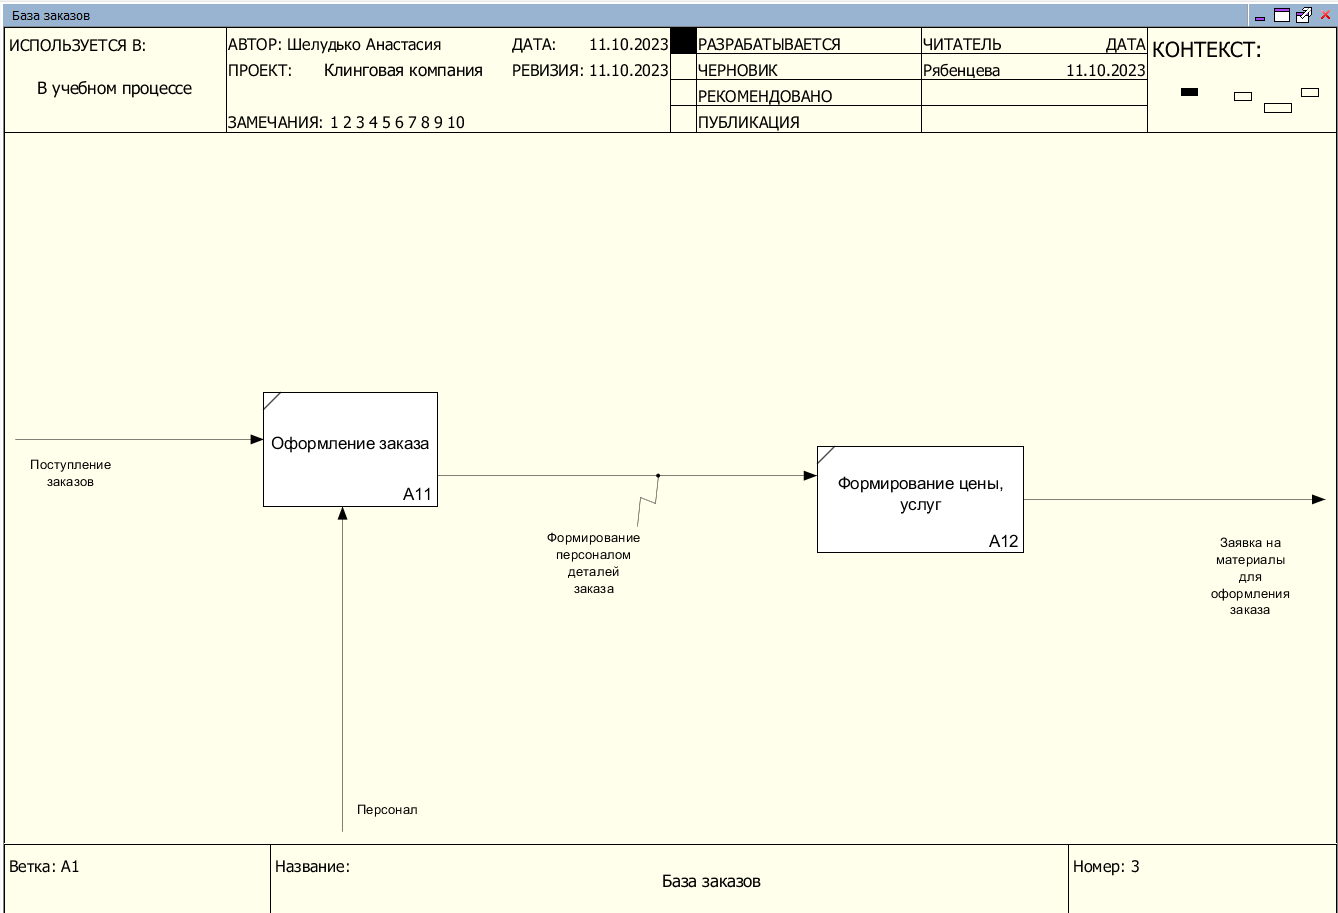 База заказов
ИСПОЛЬЗУЕТСЯ В:
В учебном процессе
АВТОР: Шелудько Анастасия
ДАТА: 11.10.2023
ПРОЕКТ: Клинговая компания
РЕВИЗИЯ: 11.10.2023
ЗАМЕЧАНИЯ: 1 2 3 4 5 6 7 8 9 10
РАЗРАБАТЫВАЕТСЯ
ЧЕРНОВИК
РЕКОМЕНДОВАНО
ПУБЛИКАЦИЯ
ЧИТАТЕЛЬ ДАТА
Рябенцева 11.10.2023
КОНТЕКСТ:
Поступление
заказов
Оформление заказа
A11
Формирование
персоналом
деталей
заказа
Формирование цены,
услуг
A12
Заявка на
материалы
для
оформления
заказа
Персонал
Ветка: A1
Название:
База заказов
Номер: 3